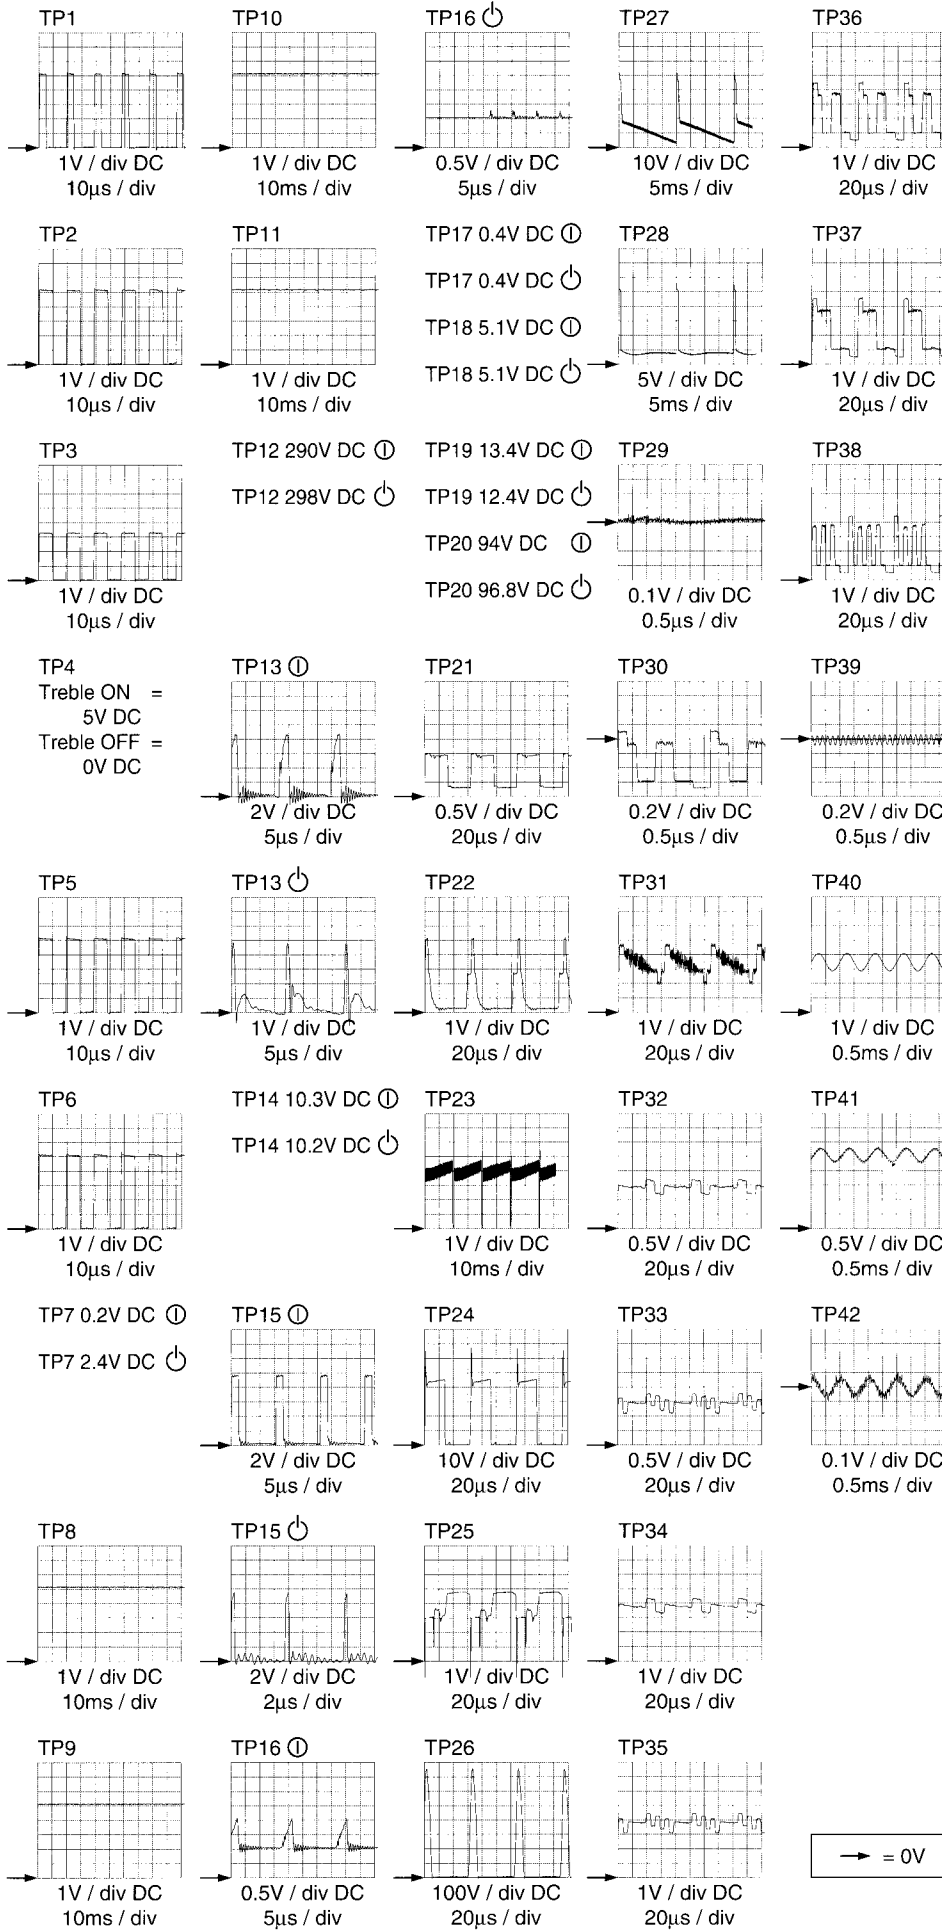 TP1
1V / div DC
10µs / div
TP10
1V / div DC
10ms / div
TP16 ⏻
0.5V / div DC
5µs / div
TP27
10V / div DC
5ms / div
TP36
1V / div DC
20µs / div
TP2
1V / div DC
10µs / div
TP11
1V / div DC
10ms / div
TP17 0.4V DC ⏼
TP17 0.4V DC ⏻
TP18 5.1V DC ⏼
TP18 5.1V DC ⏻
TP28
5V / div DC
5ms / div
TP37
1V / div DC
20µs / div
TP3
1V / div DC
10µs / div
TP12 290V DC ⏼
TP12 298V DC ⏻
TP19 13.4V DC ⏼
TP19 12.4V DC ⏻
TP20 94V DC ⏼
TP20 96.8V DC ⏻
TP29
0.1V / div DC
0.5µs / div
TP38
1V / div DC
20µs / div
TP4
Treble ON =
5V DC
Treble OFF =
0V DC
TP13 ⏼
2V / div DC
5µs / div
TP21
0.5V / div DC
20µs / div
TP30
0.2V / div DC
0.5µs / div
TP39
0.2V / div DC
0.5µs / div
TP5
1V / div DC
10µs / div
TP13 ⏻
1V / div DC
5µs / div
TP22
1V / div DC
20µs / div
TP31
1V / div DC
20µs / div
TP40
1V / div DC
0.5ms / div
TP6
1V / div DC
10µs / div
TP14 10.3V DC ⏼
TP14 10.2V DC ⏻
TP23
1V / div DC
10ms / div
TP32
0.5V / div DC
20µs / div
TP41
0.5V / div DC
0.5ms / div
TP7 0.2V DC ⏼
TP7 2.4V DC ⏻
TP15 ⏼
2V / div DC
5µs / div
TP24
10V / div DC
20µs / div
TP33
0.5V / div DC
20µs / div
TP42
0.1V / div DC
0.5ms / div
TP8
1V / div DC
10ms / div
TP15 ⏻
2V / div DC
2µs / div
TP25
1V / div DC
20µs / div
TP34
1V / div DC
20µs / div
TP9
1V / div DC
10ms / div
TP16 ⏼
0.5V / div DC
5µs / div
TP26
100V / div DC
20µs / div
TP35
1V / div DC
20µs / div
→ = 0V